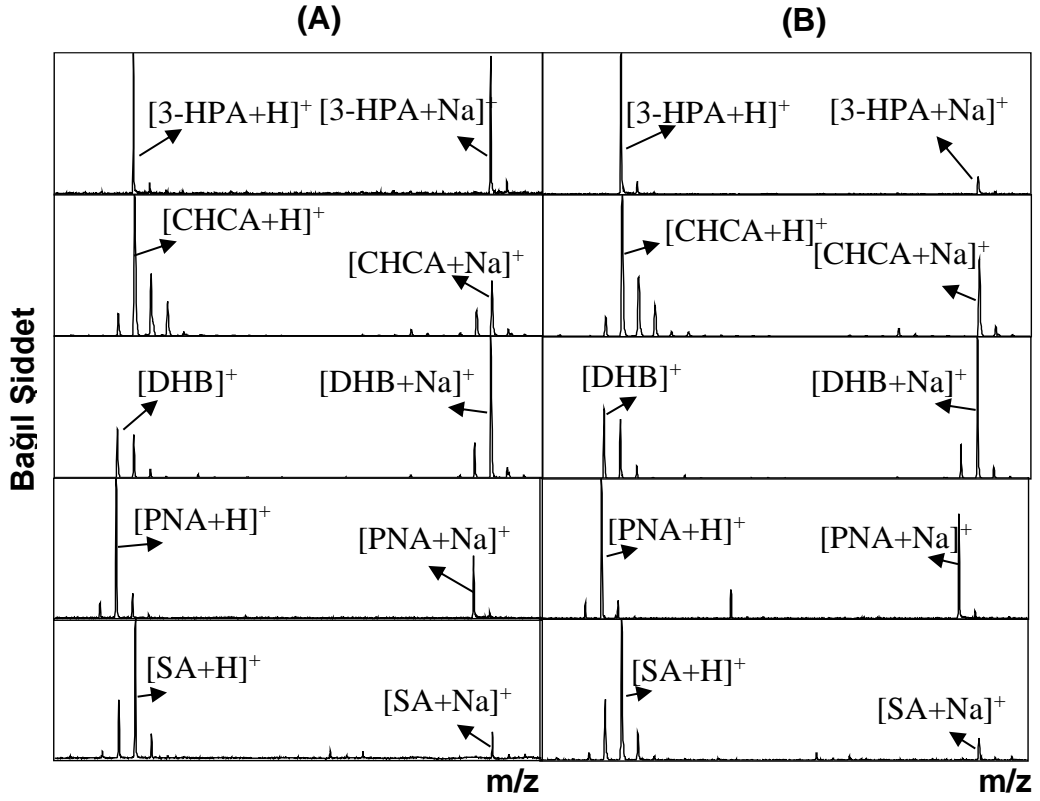 (A) (B)
[3-HPA+H]⁺ [3-HPA+Na]⁺ [3-HPA+H]⁺ [3-HPA+Na]⁺
[CHCA+H]⁺ [CHCA+Na]⁺ [CHCA+H]⁺ [CHCA+Na]⁺
[DHB]⁺ [DHB+Na]⁺ [DHB]⁺ [DHB+Na]⁺
[PNA+H]⁺ [PNA+Na]⁺ [PNA+H]⁺ [PNA+Na]⁺
[SA+H]⁺ [SA+Na]⁺ [SA+H]⁺ [SA+Na]⁺
Bağıl Şiddet
m/z m/z